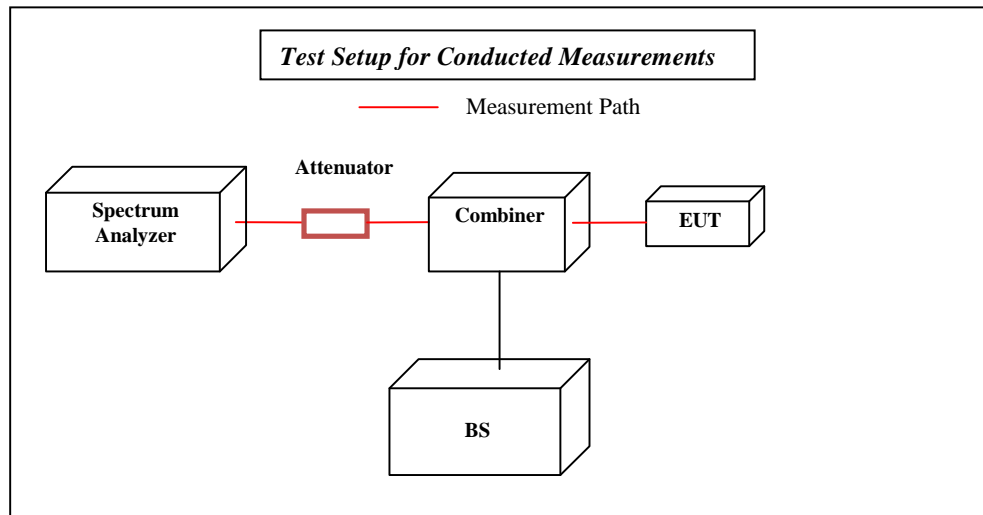 Test Setup for Conducted Measurements
Measurement Path
Attenuator
Spectrum
Analyzer
Combiner
EUT
BS